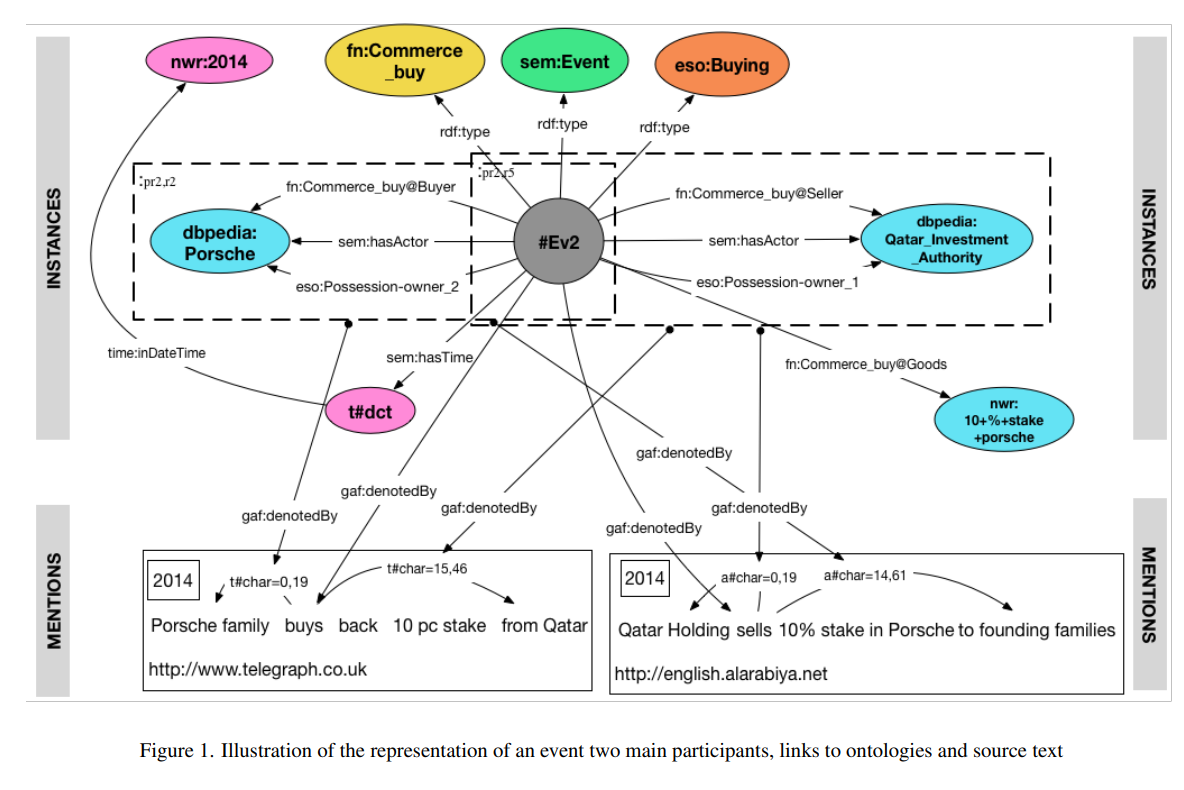 INSTANCES
INSTANCES
nwr:2014
fn:Commerce
_buy
sem:Event
eso:Buying
rdf:type
rdf:type
rdf:type
:pr2,r2
:pr2,r5
fn:Commerce_buy@Buyer
fn:Commerce_buy@Seller
dbpedia:
Porsche
sem:hasActor
#Ev2
sem:hasActor
dbpedia:
Qatar_Investment
_Authority
eso:Possession-owner_2
eso:Possession-owner_1
time:inDateTime
sem:hasTime
fn:Commerce_buy@Goods
t#dct
nwr:
10+%+stake
+porsche
gaf:denotedBy
gaf:denotedBy
gaf:denotedBy
gaf:denotedBy
gaf:denotedBy
gaf:denotedBy
MENTIONS
MENTIONS
2014
t#char=0,19
t#char=15,46
Porsche family buys back 10 pc stake from Qatar
http://www.telegraph.co.uk
2014
a#char=0,19
a#char=14,61
Qatar Holding sells 10% stake in Porsche to founding families
http://english.alarabiya.net
Figure 1. Illustration of the representation of an event two main participants, links to ontologies and source text